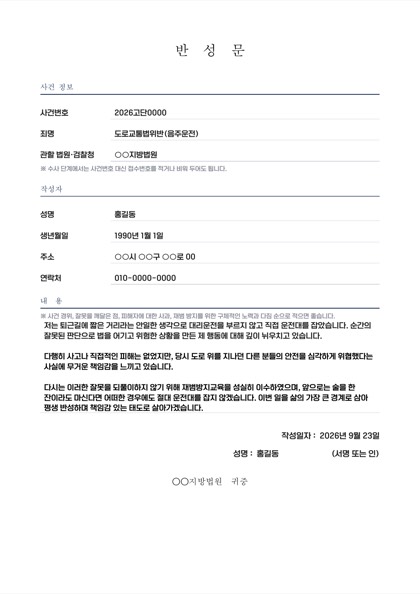 반 성 문
사건 정보
사건번호 2026고단0000
죄명 도로교통법위반(음주운전)
관할 법원·검찰청 ○○지방법원
※ 수사 단계에서는 사건번호 대신 접수번호를 적거나 비워 두어도 됩니다.
작성자
성명 홍길동
생년월일 1990년 1월 1일
주소 ○○시 ○○구 ○○로 00
연락처 010-0000-0000
내 용
※ 사건 경위, 잘못을 깨달은 점, 피해자에 대한 사과, 재범 방지를 위한 구체적인 노력과 다짐 순으로 적으면 좋습니다.
저는 퇴근길에 짧은 거리라는 안일한 생각으로 대리운전을 부르지 않고 직접 운전대를 잡았습니다. 순간의
잘못된 판단으로 법을 어기고 위험한 상황을 만든 제 행동에 대해 깊이 뉘우치고 있습니다.
다행히 사고나 직접적인 피해는 없었지만, 당시 도로 위를 지나던 다른 분들의 안전을 심각하게 위협했다는
사실에 무거운 책임감을 느끼고 있습니다.
다시는 이러한 잘못을 되풀이하지 않기 위해 재범방지교육을 성실히 이수하였으며, 앞으로는 술을 한
잔이라도 마신다면 어떠한 경우에도 절대 운전대를 잡지 않겠습니다. 이번 일을 삶의 가장 큰 경계로 삼아
평생 반성하며 책임감 있는 태도로 살아가겠습니다.
작성일자 : 2026년 9월 23일
성명 : 홍길동 (서명 또는 인)
○○지방법원 귀중